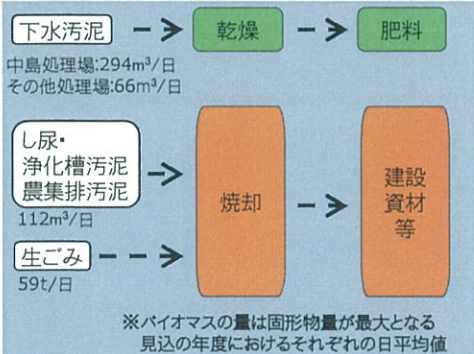 下水汚泥
乾燥
肥料
中島処理場:294m³/日
その他処理場:66m³/日
し尿・
浄化槽汚泥
農集排汚泥
112m³/日
焼却
建設
資材
等
生ごみ
59t/日
※バイオマスの量は固形物量が最大となる
見込の年度におけるそれぞれの日平均値